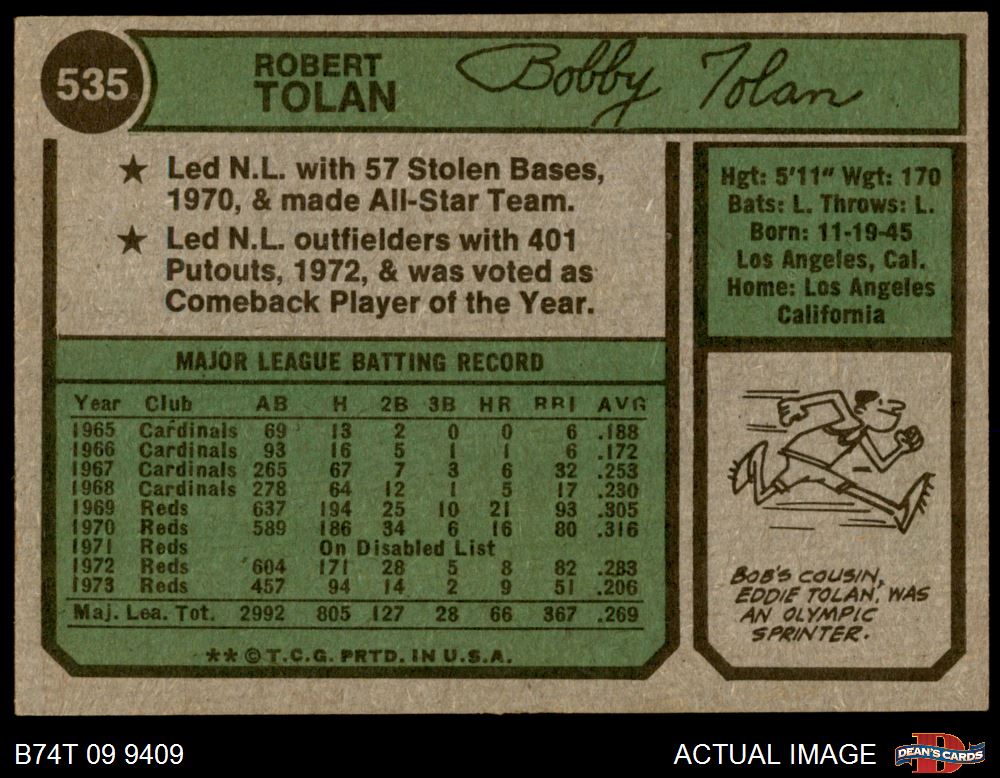 535
ROBERT
TOLAN
Bobby Tolan
★ Led N.L. with 57 Stolen Bases,
1970, & made All-Star Team.
★ Led N.L. outfielders with 401
Putouts, 1972, & was voted as
Comeback Player of the Year.
Hgt: 5'11" Wgt: 170
Bats: L. Throws: L.
Born: 11-19-45
Los Angeles, Cal.
Home: Los Angeles
California
MAJOR LEAGUE BATTING RECORD
Year Club AB H 2B 3B HR RBI AVG
1965 Cardinals 69 13 2 0 0 6 .188
1966 Cardinals 93 16 5 1 1 6 .172
1967 Cardinals 265 67 7 3 6 32 .253
1968 Cardinals 278 64 12 1 5 17 .230
1969 Reds 637 194 25 10 21 93 .305
1970 Reds 589 186 34 6 16 80 .316
1971 Reds On Disabled List
1972 Reds 604 171 28 5 8 82 .283
1973 Reds 457 94 14 2 9 51 .206
Maj. Lea. Tot. 2992 805 127 28 66 367 .269
** © T.C.G. PRTD. IN U.S.A.
BOB'S COUSIN,
EDDIE TOLAN, WAS
AN OLYMPIC
SPRINTER.
B74T 09 9409
ACTUAL IMAGE
DEAN'S CARDS